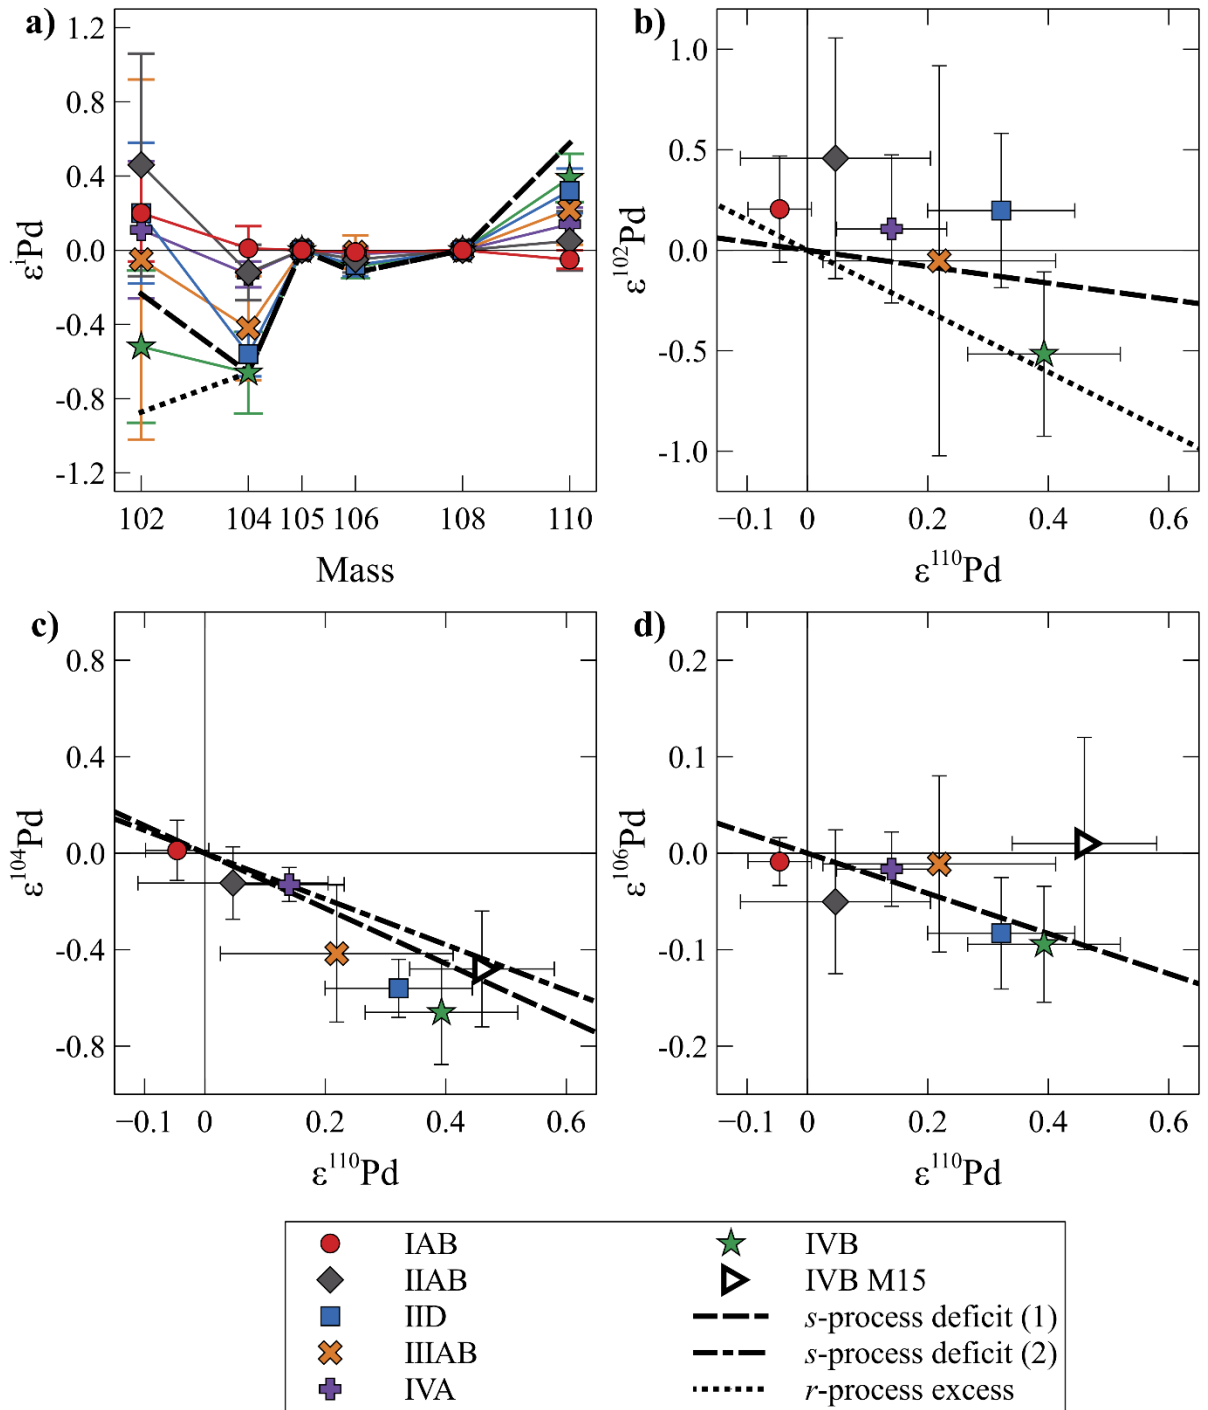 a)
1.2
0.8
0.4
0.0
-0.4
-0.8
-1.2
εⁱPd
102 104 105 106 108 110
Mass
b)
1.0
0.5
0.0
-0.5
-1.0
ε¹⁰²Pd
−0.1 0 0.2 0.4 0.6
ε¹¹⁰Pd
c)
0.8
0.4
0.0
-0.4
-0.8
ε¹⁰⁴Pd
−0.1 0 0.2 0.4 0.6
ε¹¹⁰Pd
d)
0.2
0.1
0.0
-0.1
-0.2
ε¹⁰⁶Pd
−0.1 0 0.2 0.4 0.6
ε¹¹⁰Pd
IAB
IIAB
IID
IIIAB
IVA
IVB
IVB M15
s-process deficit (1)
s-process deficit (2)
r-process excess